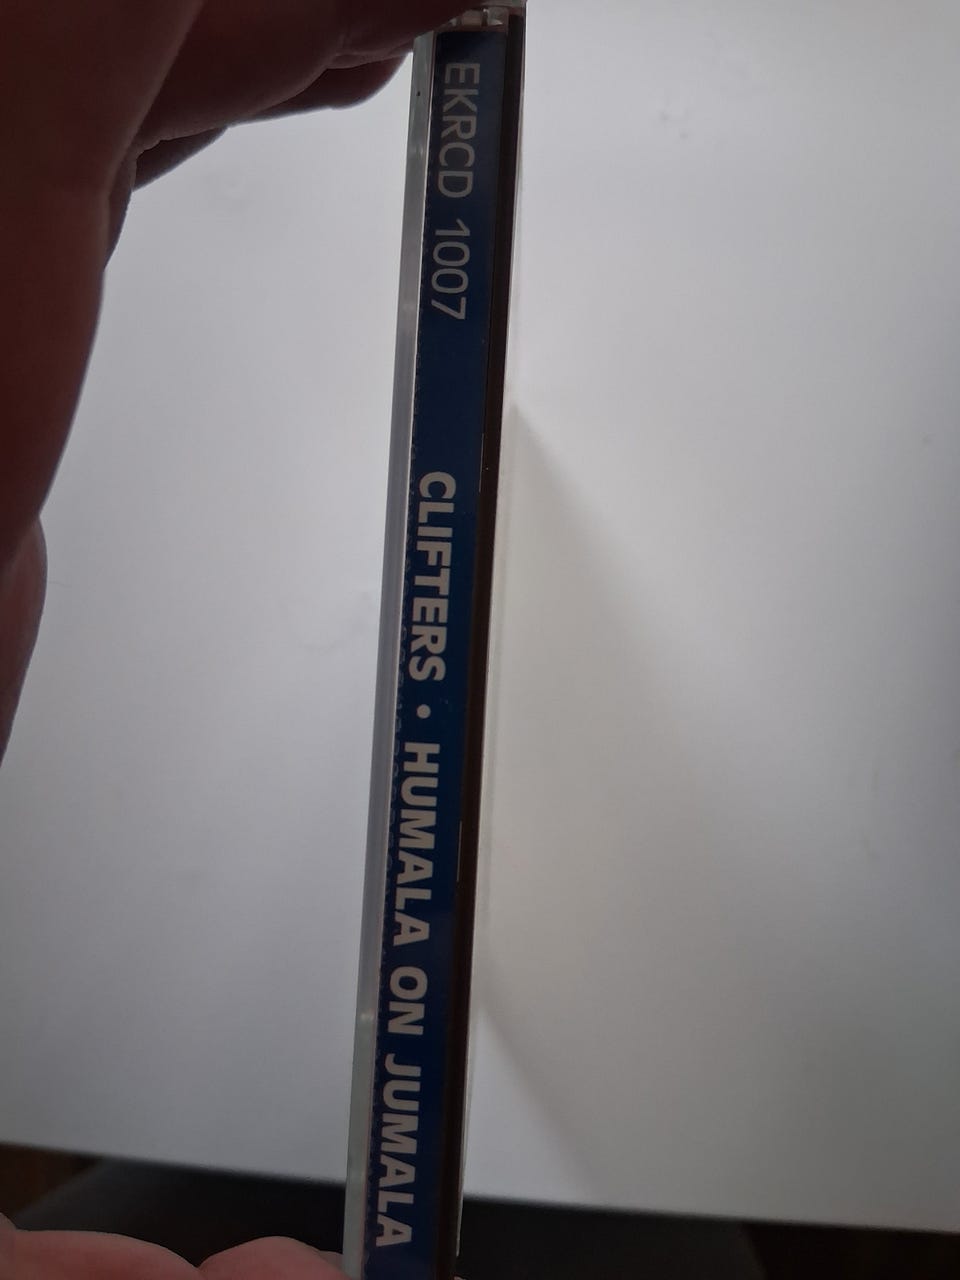 EKRCD 1007 CLIFTERS • HUMALA ON JUMALA